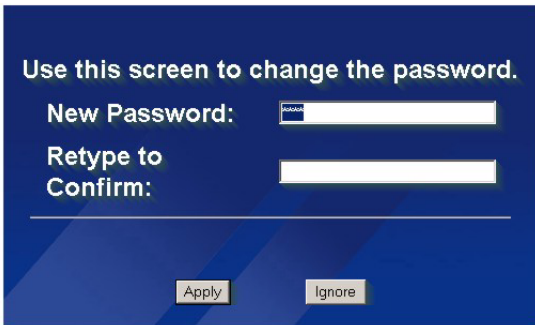 Use this screen to change the password.
New Password:
Retype to
Confirm:
Apply Ignore